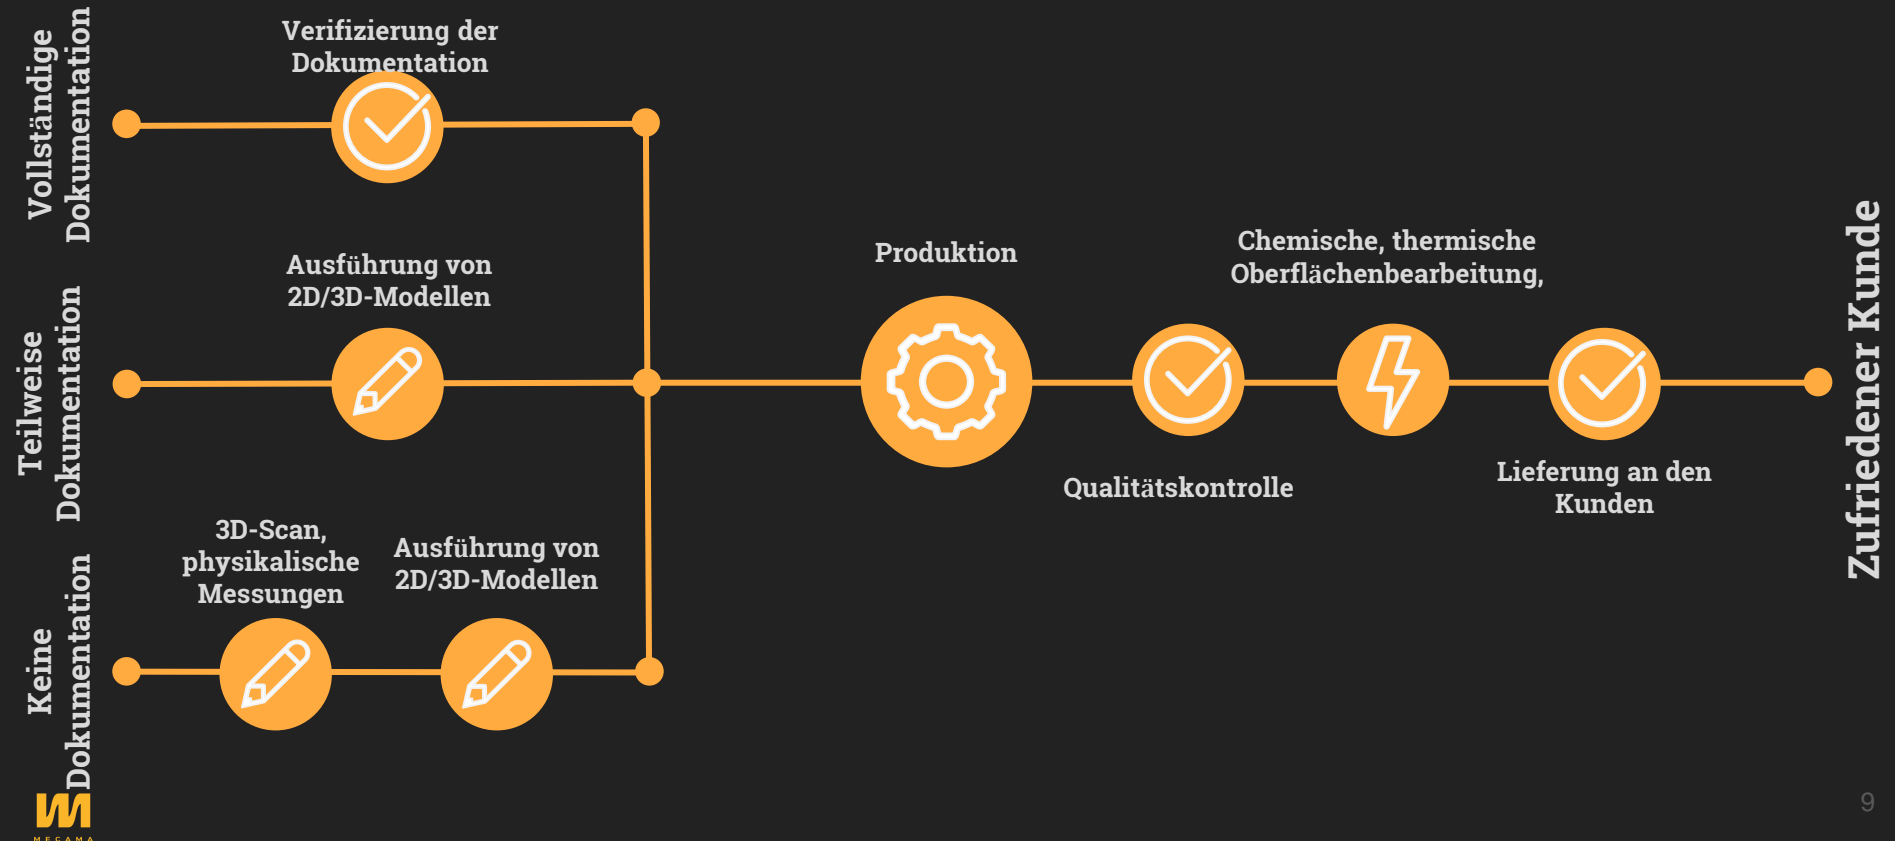 Vollständige
Dokumentation
Verifizierung der
Dokumentation
Teilweise
Dokumentation
Ausführung von
2D/3D-Modellen
Keine
Dokumentation
3D-Scan,
physikalische
Messungen
Ausführung von
2D/3D-Modellen
Produktion
Qualitätskontrolle
Chemische, thermische
Oberflächenbearbeitung,
Lieferung an den
Kunden
Zufriedener Kunde
MECAMA
9